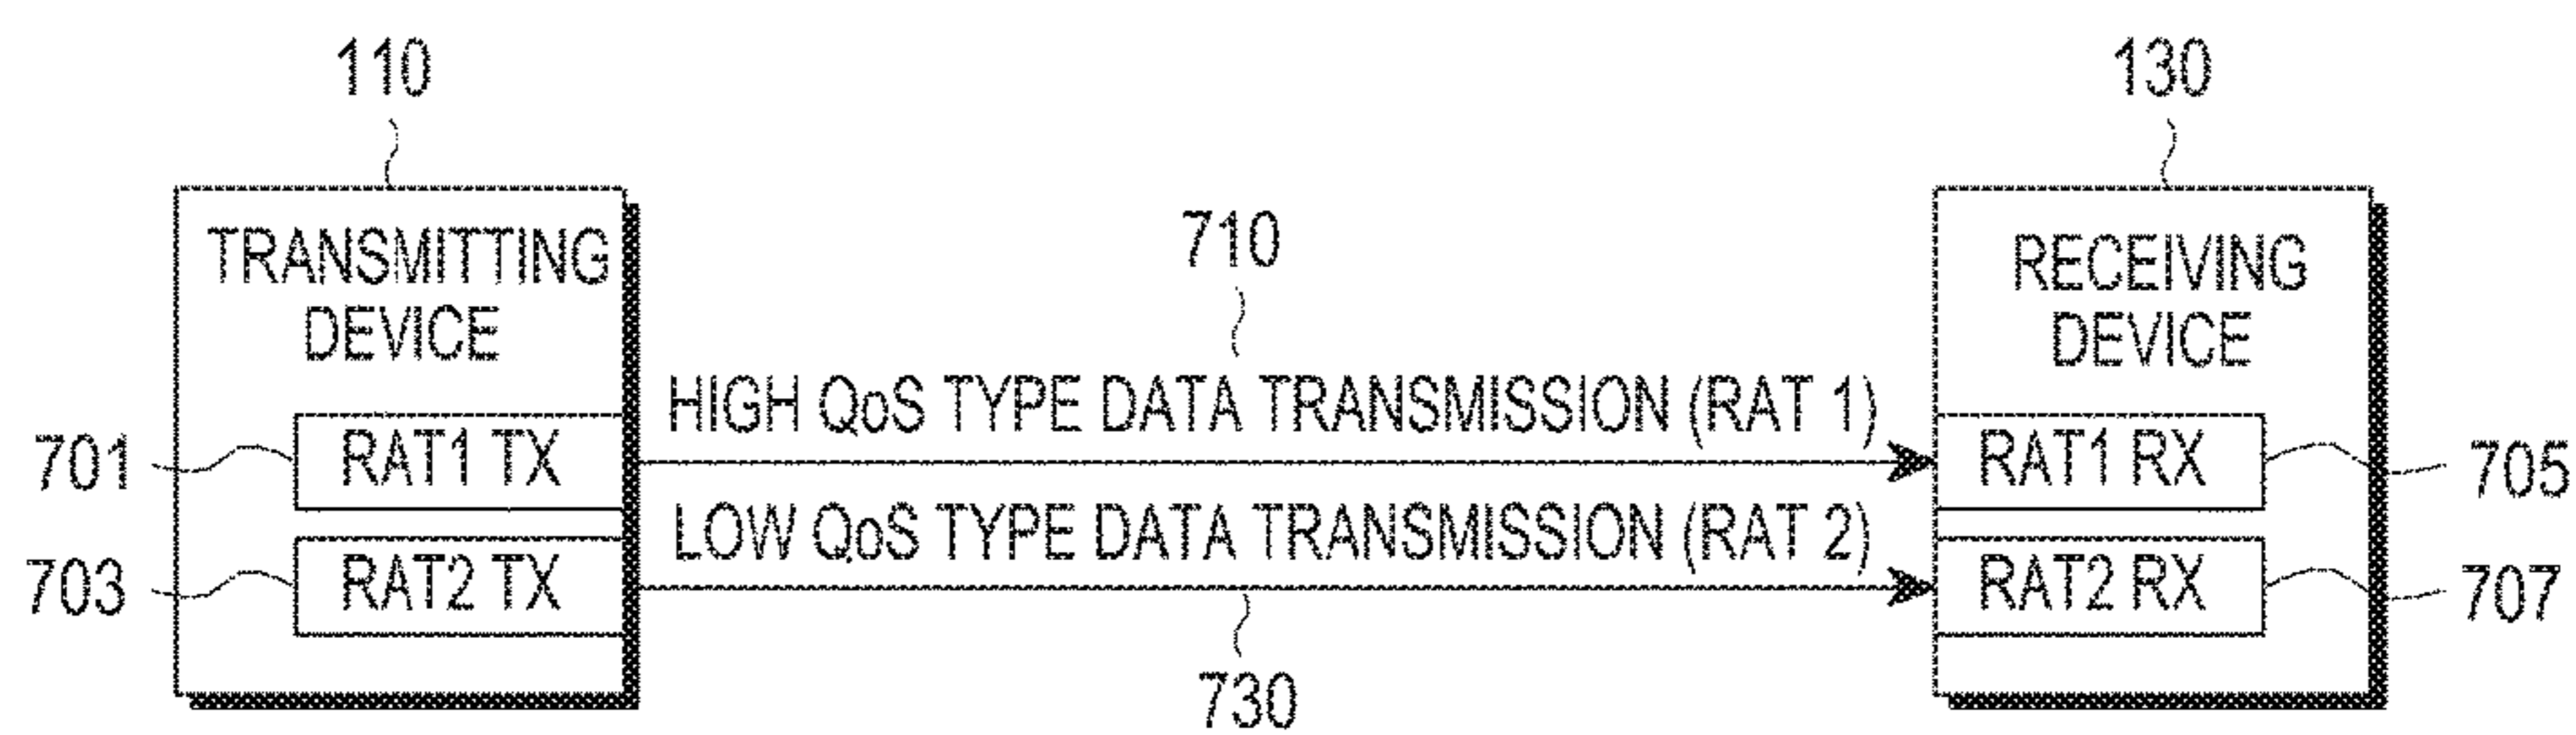 110
130
TRANSMITTING
DEVICE
710
RECEIVING
DEVICE
HIGH QoS TYPE DATA TRANSMISSION (RAT 1)
701
RAT1 TX
RAT1 RX
705
LOW QoS TYPE DATA TRANSMISSION (RAT 2)
703
RAT2 TX
RAT2 RX
707
730